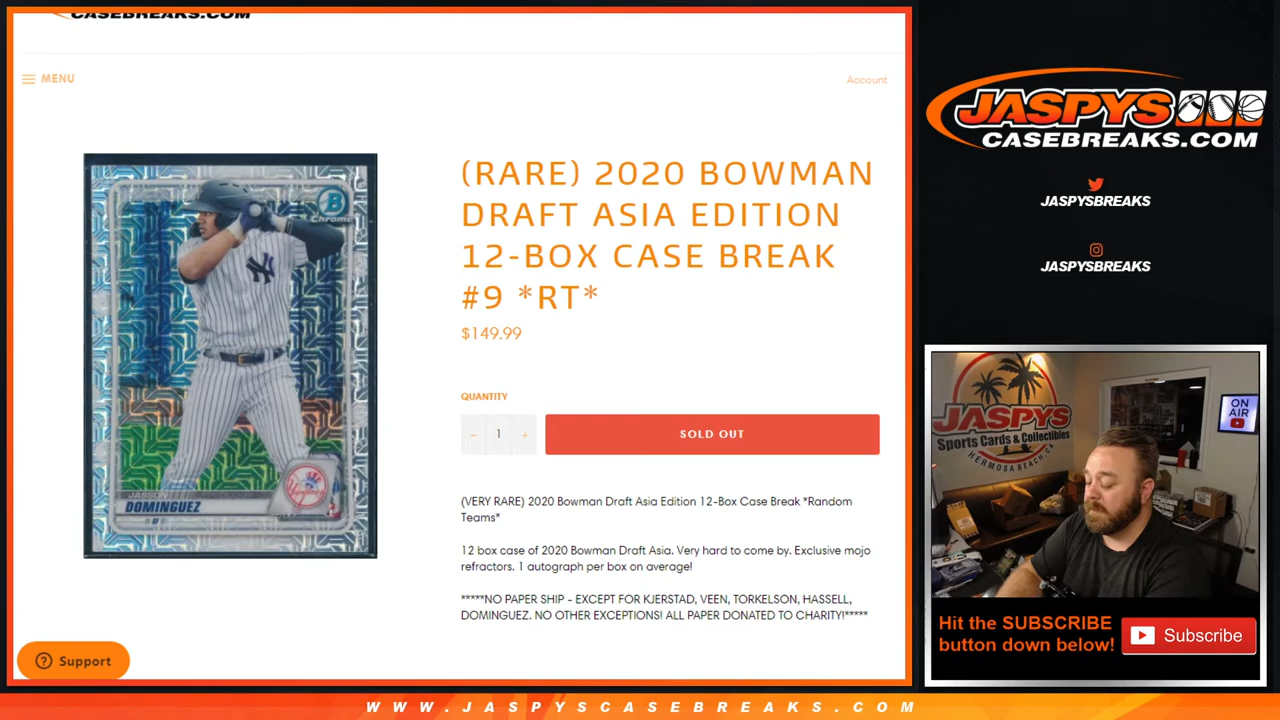 CASEBREAKS.COM
MENU
Account
B
Chrome
JASSON
DOMINGUEZ
(RARE) 2020 BOWMAN
DRAFT ASIA EDITION
12-BOX CASE BREAK
#9 *RT*
$149.99
QUANTITY
− 1 +
SOLD OUT
(VERY RARE) 2020 Bowman Draft Asia Edition 12-Box Case Break *Random
Teams*
12 box case of 2020 Bowman Draft Asia. Very hard to come by. Exclusive mojo
refractors. 1 autograph per box on average!
*****NO PAPER SHIP - EXCEPT FOR KJERSTAD, VEEN, TORKELSON, HASSELL,
DOMINGUEZ. NO OTHER EXCEPTIONS! ALL PAPER DONATED TO CHARITY!*****
Support
JASPYS
CASEBREAKS.COM
JASPYSBREAKS
JASPYSBREAKS
JASPYS
Sports Cards & Collectibles
HERMOSA BEACH, CA
ON
AIR
Hit the SUBSCRIBE
button down below!
Subscribe
WWW.JASPYSCASEBREAKS.COM